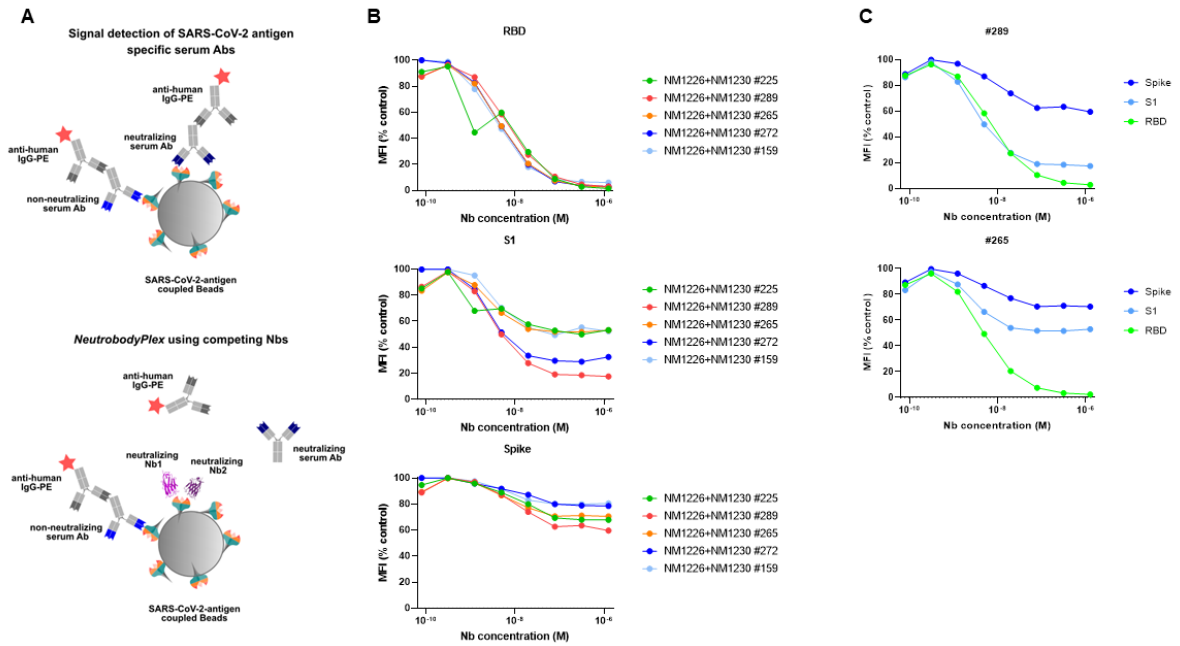 A
Signal detection of SARS-CoV-2 antigen
specific serum Abs
anti-human
IgG-PE
neutralizing
serum Ab
anti-human
IgG-PE
non-neutralizing
serum Ab
SARS-CoV-2-antigen
coupled Beads
NeutrobodyPlex using competing Nbs
anti-human
IgG-PE
neutralizing
Nb1
neutralizing
Nb2
neutralizing
serum Ab
anti-human
IgG-PE
non-neutralizing
serum Ab
SARS-CoV-2-antigen
coupled Beads
B
RBD
MFI (% control)
100
80
60
40
20
0
10⁻¹⁰
10⁻⁸
10⁻⁶
Nb concentration (M)
NM1226+NM1230 #225
NM1226+NM1230 #289
NM1226+NM1230 #265
NM1226+NM1230 #272
NM1226+NM1230 #159
S1
MFI (% control)
100
80
60
40
20
0
10⁻¹⁰
10⁻⁸
10⁻⁶
Nb concentration (M)
NM1226+NM1230 #225
NM1226+NM1230 #289
NM1226+NM1230 #265
NM1226+NM1230 #272
NM1226+NM1230 #159
Spike
MFI (% control)
100
80
60
40
20
0
10⁻¹⁰
10⁻⁸
10⁻⁶
Nb concentration (M)
NM1226+NM1230 #225
NM1226+NM1230 #289
NM1226+NM1230 #265
NM1226+NM1230 #272
NM1226+NM1230 #159
C
#289
MFI (% control)
100
80
60
40
20
0
10⁻¹⁰
10⁻⁸
10⁻⁶
Nb concentration (M)
Spike
S1
RBD
#265
MFI (% control)
100
80
60
40
20
0
10⁻¹⁰
10⁻⁸
10⁻⁶
Nb concentration (M)
Spike
S1
RBD